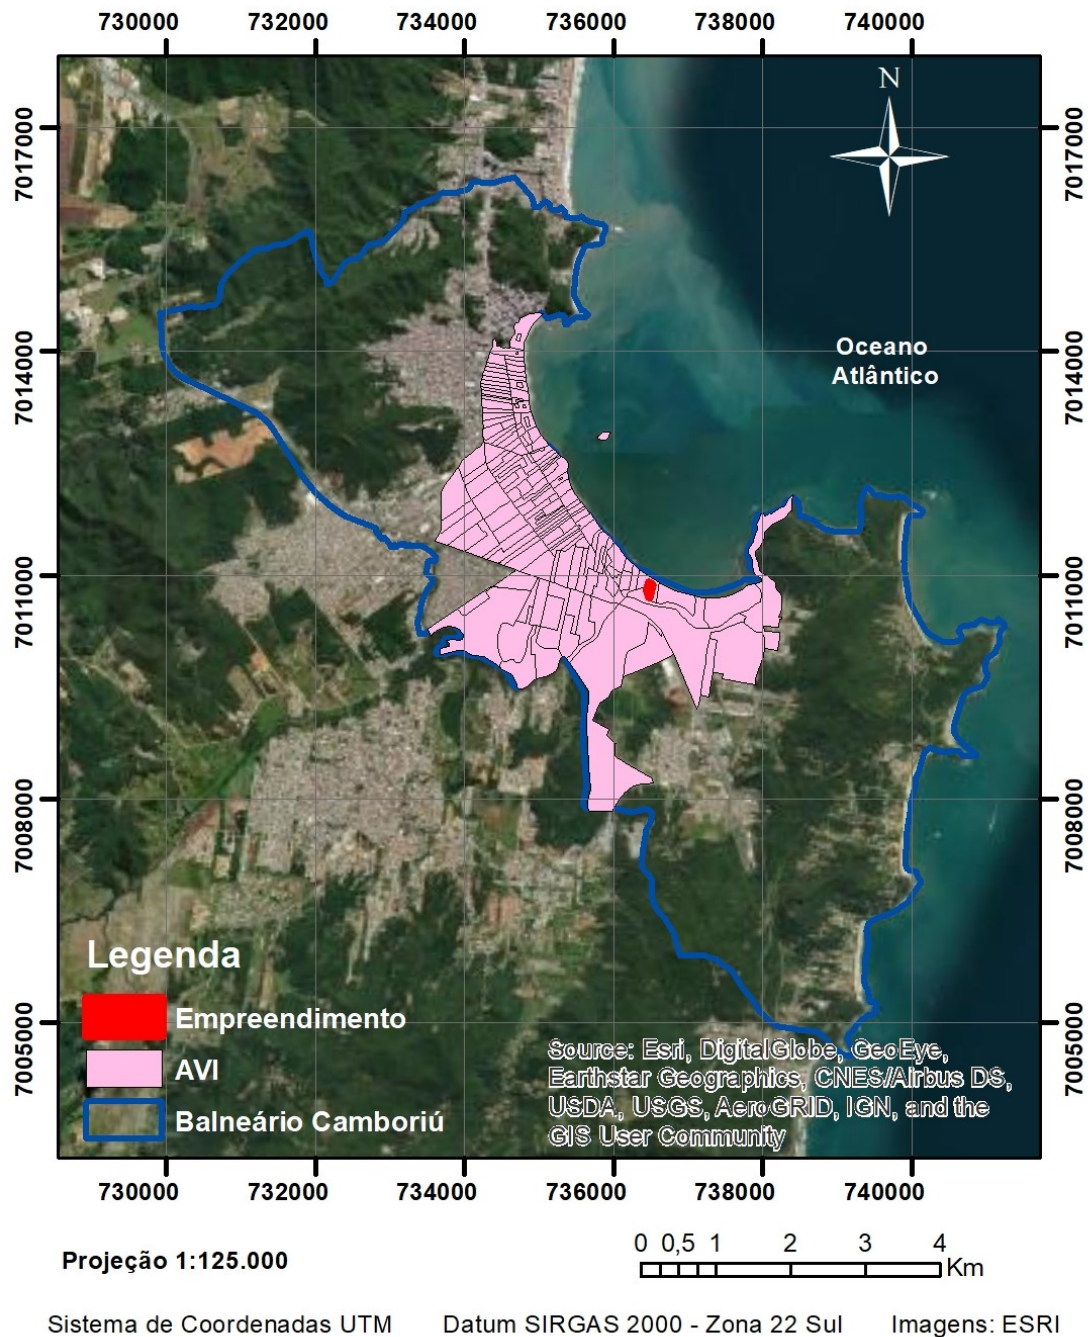 730000 732000 734000 736000 738000 740000
N
7017000 7017000
Oceano
Atlântico
7014000 7014000
7011000 7011000
7008000 7008000
Legenda
Empreendimento
AVI
Balneário Camboriú
7005000 7005000
Source: Esri, DigitalGlobe, GeoEye,
Earthstar Geographics, CNES/Airbus DS,
USDA, USGS, AeroGRID, IGN, and the
GIS User Community
730000 732000 734000 736000 738000 740000
Projeção 1:125.000
0 0,5 1 2 3 4
Km
Sistema de Coordenadas UTM Datum SIRGAS 2000 - Zona 22 Sul Imagens: ESRI